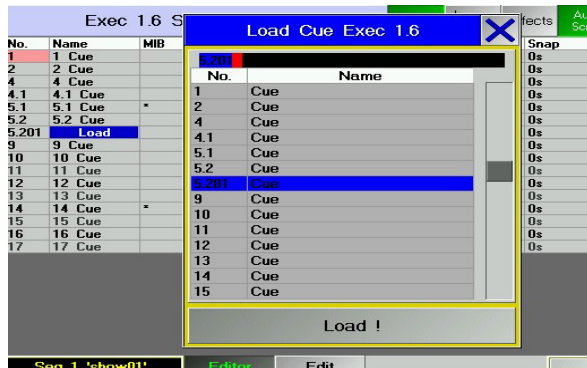 Exec 1.6 S
Load Cue Exec 1.6
fects
Au
Sc
No. Name MIB
Snap
5.201
No. Name
1 1 Cue
0s
2 2 Cue
0s
4 4 Cue
0s
4.1 4.1 Cue
0s
5.1 5.1 Cue *
0s
5.2 5.2 Cue
0s
5.201 Load
0s
9 9 Cue
0s
10 10 Cue
0s
11 11 Cue
0s
12 12 Cue
0s
13 13 Cue
0s
14 14 Cue *
0s
15 15 Cue
0s
16 16 Cue
0s
17 17 Cue
0s
1 Cue
2 Cue
4 Cue
4.1 Cue
5.1 Cue
5.2 Cue
5.201 Cue
9 Cue
10 Cue
11 Cue
12 Cue
13 Cue
14 Cue
15 Cue
Load !
Seq 1 'show01'
Editor
Edit